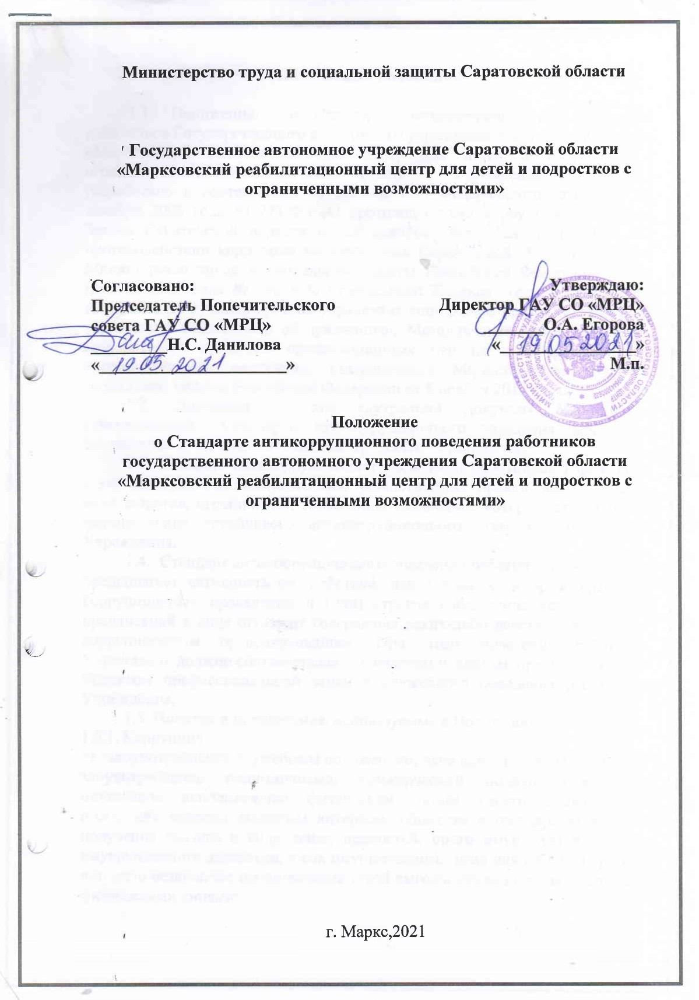 Министерство труда и социальной защиты Саратовской области
Государственное автономное учреждение Саратовской области
«Марксовский реабилитационный центр для детей и подростков с
ограниченными возможностями»
Согласовано:
Председатель Попечительского
совета ГАУ СО «МРЦ»
_________Н.С. Данилова
«19.05.2021»
Утверждаю:
Директор ГАУ СО «МРЦ»
_______О.А. Егорова
«19.05.2021»
М.п.
Положение
о Стандарте антикоррупционного поведения работников
государственного автономного учреждения Саратовской области
«Марксовский реабилитационный центр для детей и подростков с
ограниченными возможностями»
г. Маркс,2021